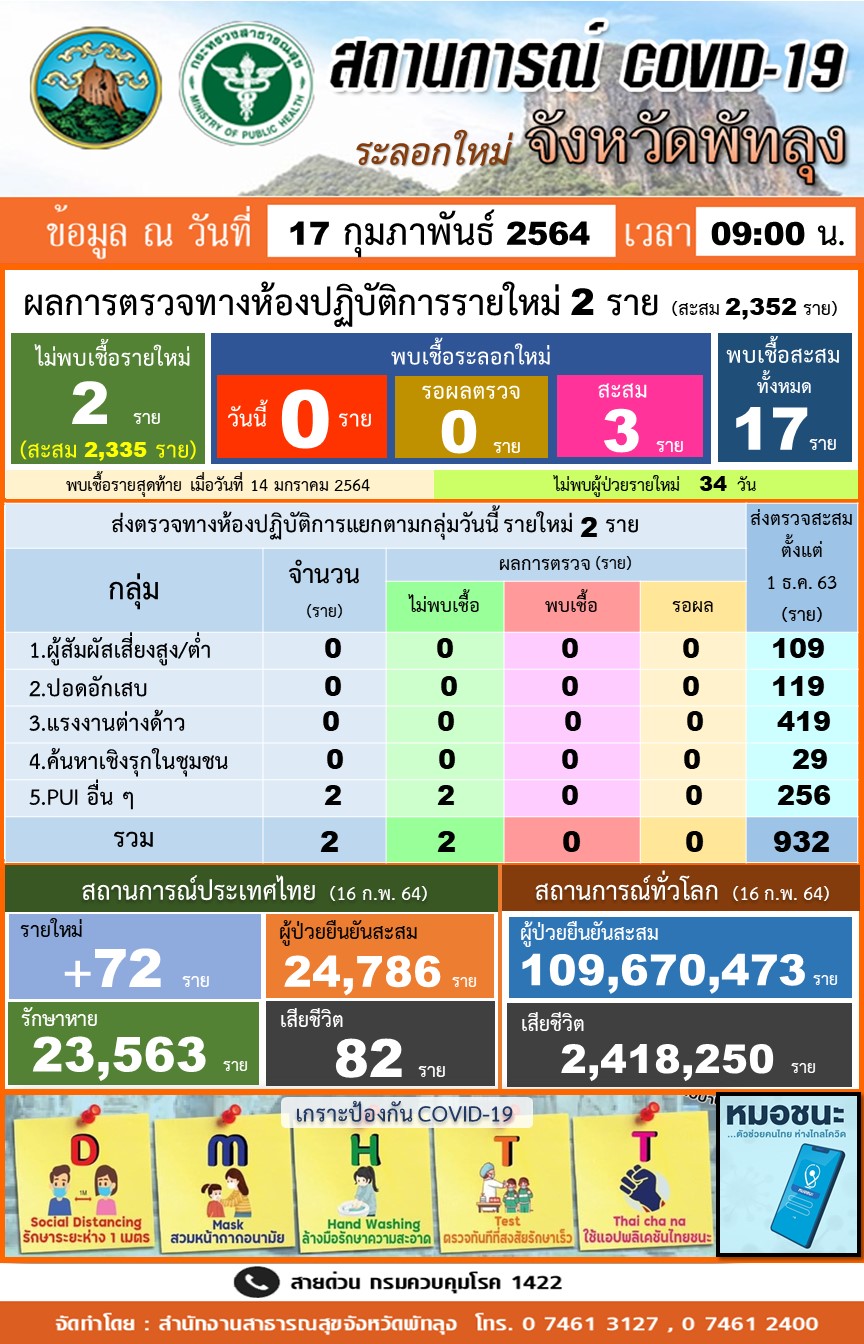 กระทรวงสาธารณสุข
MINISTRY OF PUBLIC HEALTH
สถานการณ์ COVID-19
ระลอกใหม่ จังหวัดพัทลุง
ข้อมูล ณ วันที่ 17 กุมภาพันธ์ 2564 เวลา 09:00 น.
ผลการตรวจทางห้องปฏิบัติการรายใหม่ 2 ราย (สะสม 2,352 ราย)
ไม่พบเชื้อรายใหม่
2 ราย
(สะสม 2,335 ราย)
พบเชื้อระลอกใหม่
วันนี้ 0 ราย
รอผลตรวจ
0 ราย
สะสม
3 ราย
พบเชื้อสะสม
ทั้งหมด
17 ราย
พบเชื้อรายสุดท้าย เมื่อวันที่ 14 มกราคม 2564
ไม่พบผู้ป่วยรายใหม่ 34 วัน
ส่งตรวจทางห้องปฏิบัติการแยกตามกลุ่มวันนี้ รายใหม่ 2 ราย
ส่งตรวจสะสม
ตั้งแต่
1 ธ.ค. 63
(ราย)
กลุ่ม
จำนวน
(ราย)
ผลการตรวจ (ราย)
ไม่พบเชื้อ พบเชื้อ รอผล
1.ผู้สัมผัสเสี่ยงสูง/ต่ำ 0 0 0 0 109
2.ปอดอักเสบ 0 0 0 0 119
3.แรงงานต่างด้าว 0 0 0 0 419
4.ค้นหาเชิงรุกในชุมชน 0 0 0 0 29
5.PUI อื่น ๆ 2 2 0 0 256
รวม 2 2 0 0 932
สถานการณ์ประเทศไทย (16 ก.พ. 64)
รายใหม่
+72 ราย
ผู้ป่วยยืนยันสะสม
24,786 ราย
รักษาหาย
23,563 ราย
เสียชีวิต
82 ราย
สถานการณ์ทั่วโลก (16 ก.พ. 64)
ผู้ป่วยยืนยันสะสม
109,670,473 ราย
เสียชีวิต
2,418,250 ราย
เกราะป้องกัน COVID-19
D
1M
Social Distancing
รักษาระยะห่าง 1 เมตร
M
Mask
สวมหน้ากากอนามัย
H
Hand Washing
ล้างมือรักษาความสะอาด
T
Test
ตรวจทันทีที่สงสัยรักษาเร็ว
T
Thai cha na
ใช้แอปพลิเคชันไทยชนะ
หมอชนะ
...ตัวช่วยคนไทย ห่างไกลโควิด
สายด่วน กรมควบคุมโรค 1422
จัดทำโดย : สำนักงานสาธารณสุขจังหวัดพัทลุง โทร. 0 7461 3127 , 0 7461 2400